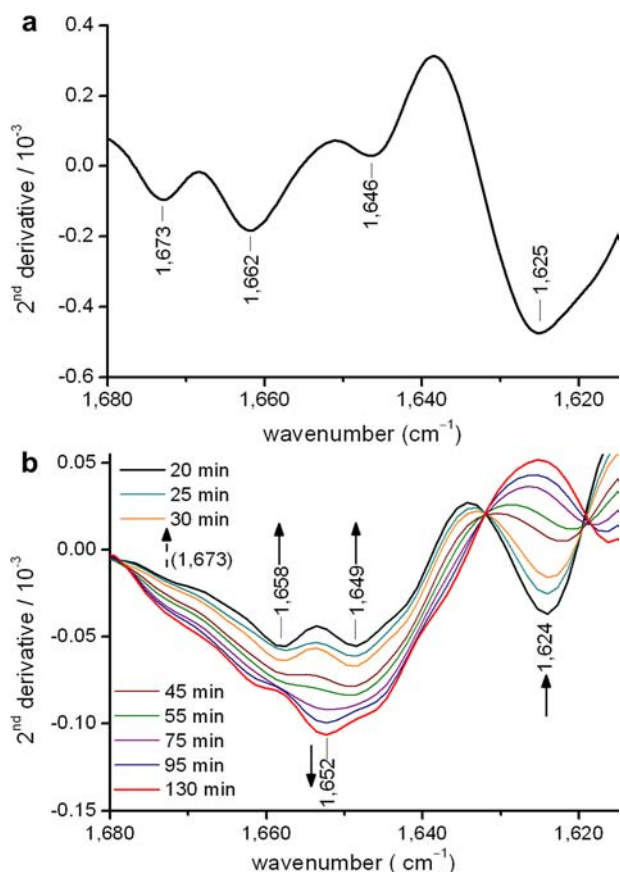 a
2nd derivative / 10-3
0.4
0.2
0.0
-0.2
-0.4
-0.6
1,673
1,662
1,646
1,625
1,680
1,660
1,640
1,620
wavenumber (cm−1)
b
2nd derivative / 10-3
0.05
0.00
-0.05
-0.10
-0.15
20 min
25 min
30 min
(1,673)
1,658
1,649
1,624
45 min
55 min
75 min
95 min
130 min
1,652
1,680
1,660
1,640
1,620
wavenumber ( cm−1)